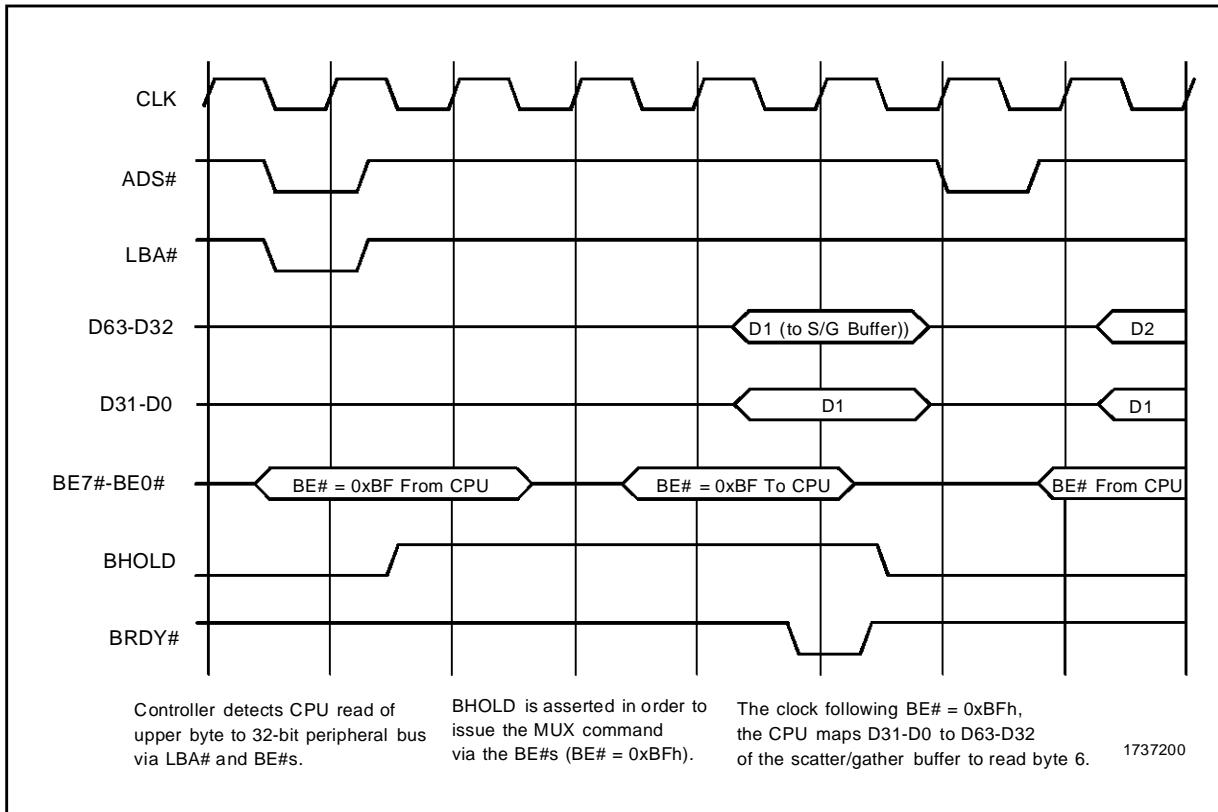 CLK
ADS#
LBA#
D63-D32
D1 (to S/G Buffer))
D2
D31-D0
D1
D1
BE7#-BE0#
BE# = 0xBF From CPU
BE# = 0xBF To CPU
BE# From CPU
BHOLD
BRDY#
Controller detects CPU read of
upper byte to 32-bit peripheral bus
via LBA# and BE#s.
BHOLD is asserted in order to
issue the MUX command
via the BE#s (BE# = 0xBFh).
The clock following BE# = 0xBFh,
the CPU maps D31-D0 to D63-D32
of the scatter/gather buffer to read byte 6.
1737200